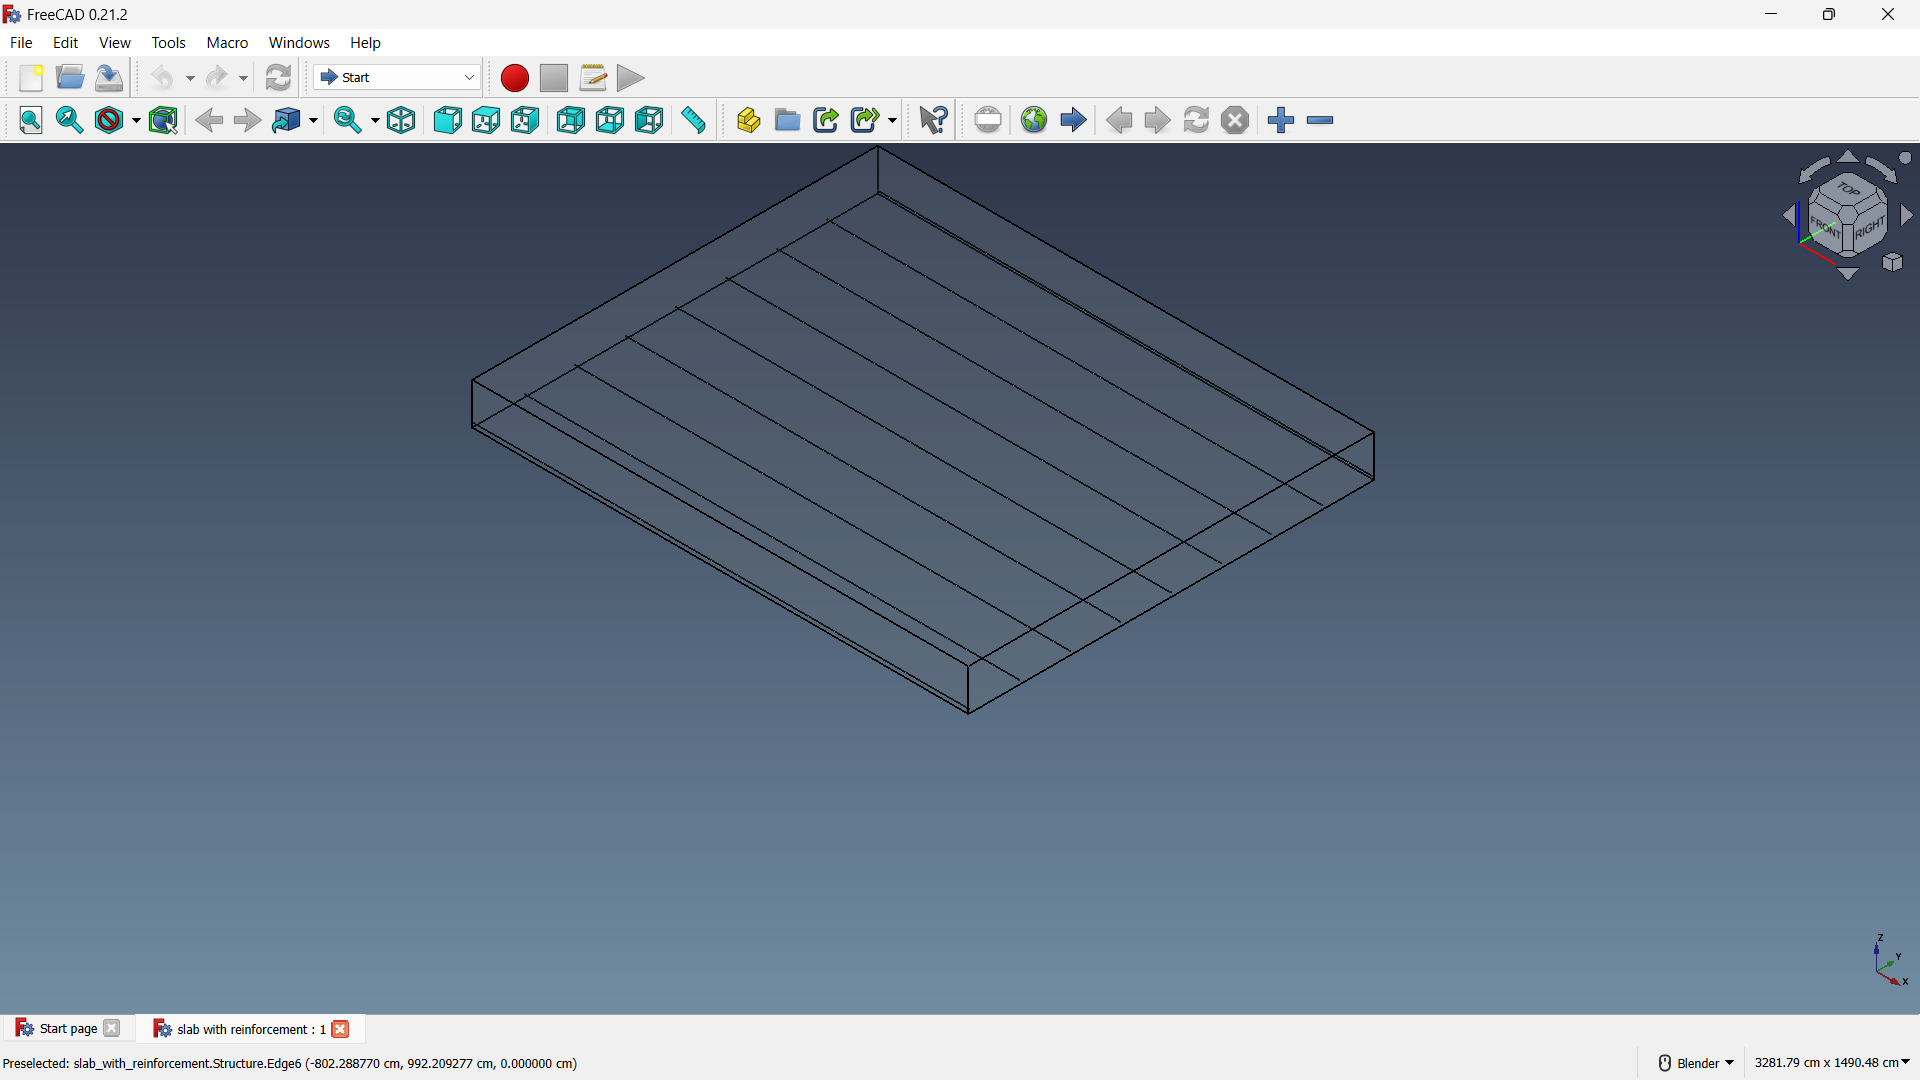 FreeCAD 0.21.2
File Edit View Tools Macro Windows Help
Start
TOP
FRONT RIGHT
Z
Y
X
Start page slab with reinforcement : 1
Preselected: slab_with_reinforcement.Structure.Edge6 (-802.288770 cm, 992.209277 cm, 0.000000 cm) Blender 3281.79 cm x 1490.48 cm